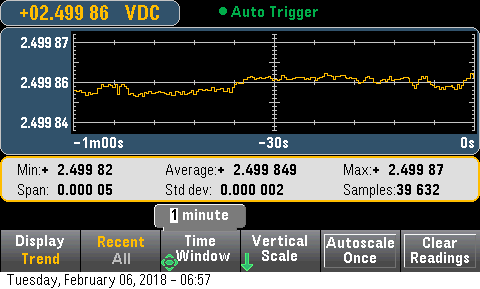 +02.499 86 VDC
Auto Trigger
2.499 87
2.499 86
2.499 84
-1m00s -30s 0s
Min:+ 2.499 82 Average:+ 2.499 849 Max:+ 2.499 87
Span: 0.000 05 Std dev: 0.000 002 Samples:39 632
1 minute
Display Recent Time Vertical Autoscale Clear
Trend All Window Scale Once Readings
Tuesday, February 06, 2018 - 06:57